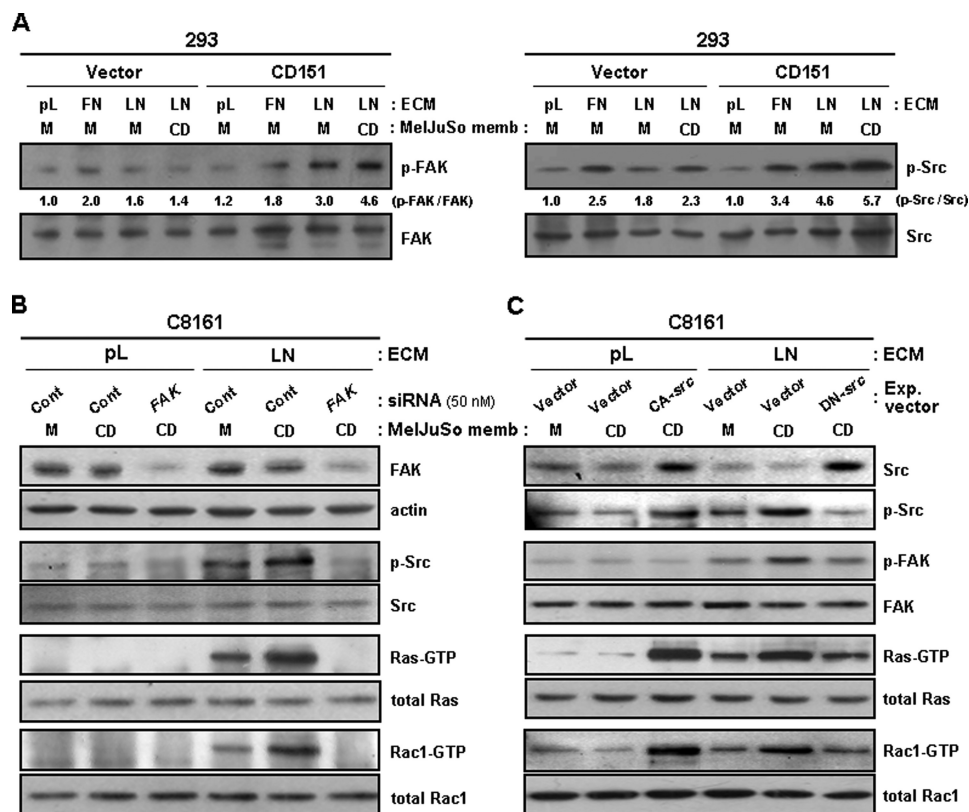 A
293
Vector CD151
pL FN LN LN pL FN LN LN : ECM
M M M CD M M M CD : MelJuSo memb
p-FAK
1.0 2.0 1.6 1.4 1.2 1.8 3.0 4.6 (p-FAK/FAK)
FAK
293
Vector CD151
pL FN LN LN pL FN LN LN : ECM
M M M CD M M M CD : MelJuSo memb :
p-Src
1.0 2.5 1.8 2.3 1.0 3.4 4.6 5.7 (p-Src/Src)
Src
B
C8161
pL LN : ECM
Cont Cont FAK Cont Cont FAK : siRNA (50 nM)
M CD CD M CD CD : MelJuSo memb :
FAK
actin
p-Src
Src
Ras-GTP
total Ras
Rac1-GTP
total Rac1
C
C8161
pL LN : ECM
Vector Vector CA-src Vector Vector DN-src : Exp. vector
M CD CD M CD CD
Src
p-Src
p-FAK
FAK
Ras-GTP
total Ras
Rac1-GTP
total Rac1